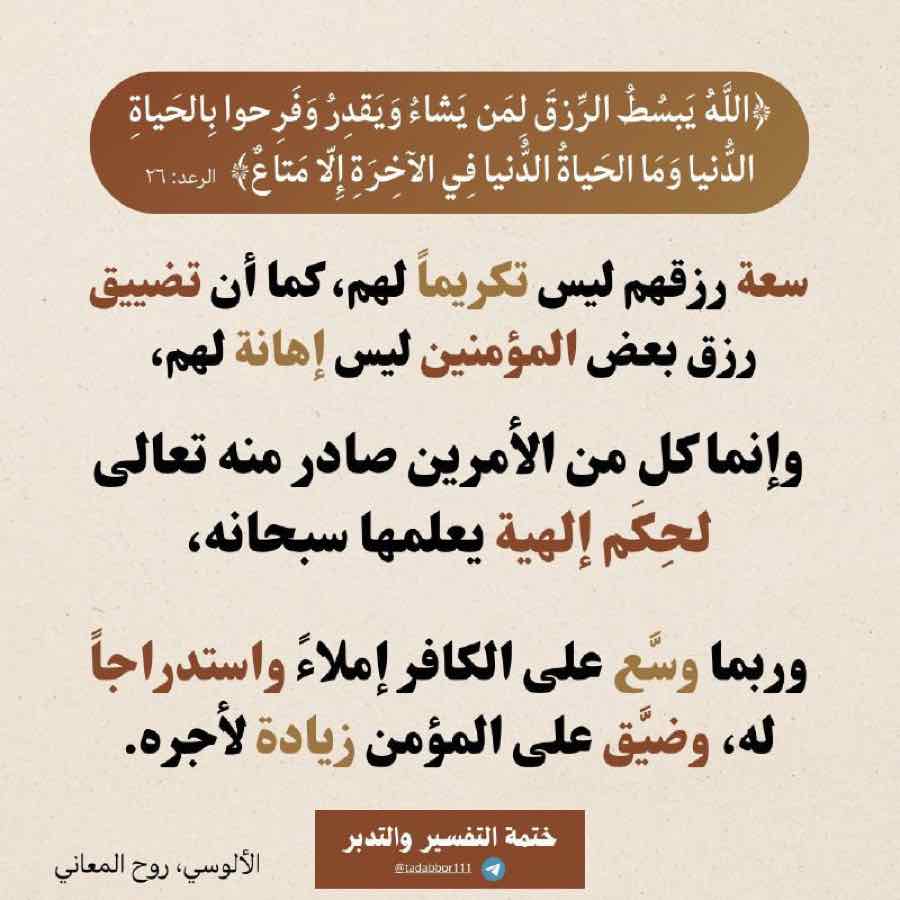 ﴿اللَّهُ يَبسُطُ الرِّزقَ لمَن يَشاءُ وَيَقدِرُ وَفَرِحوا بِالحَياةِ
الدُّنيا وَمَا الحَياةُ الدُّنيا فِي الآخِرَةِ إِلّا مَتاعٌ﴾ الرعد: ٢٦
سعة رزقهم ليس تكريماً لهم، كما أن تضييق
رزق بعض المؤمنين ليس إهانة لهم،
وإنما كل من الأمرين صادر منه تعالى
لحِكَم إلهية يعلمها سبحانه،
وربما وسَّع على الكافر إملاءً واستدراجاً
له، وضيَّق على المؤمن زيادة لأجره.
ختمة التفسير والتدبر
@tadabbor111
الألوسي، روح المعاني